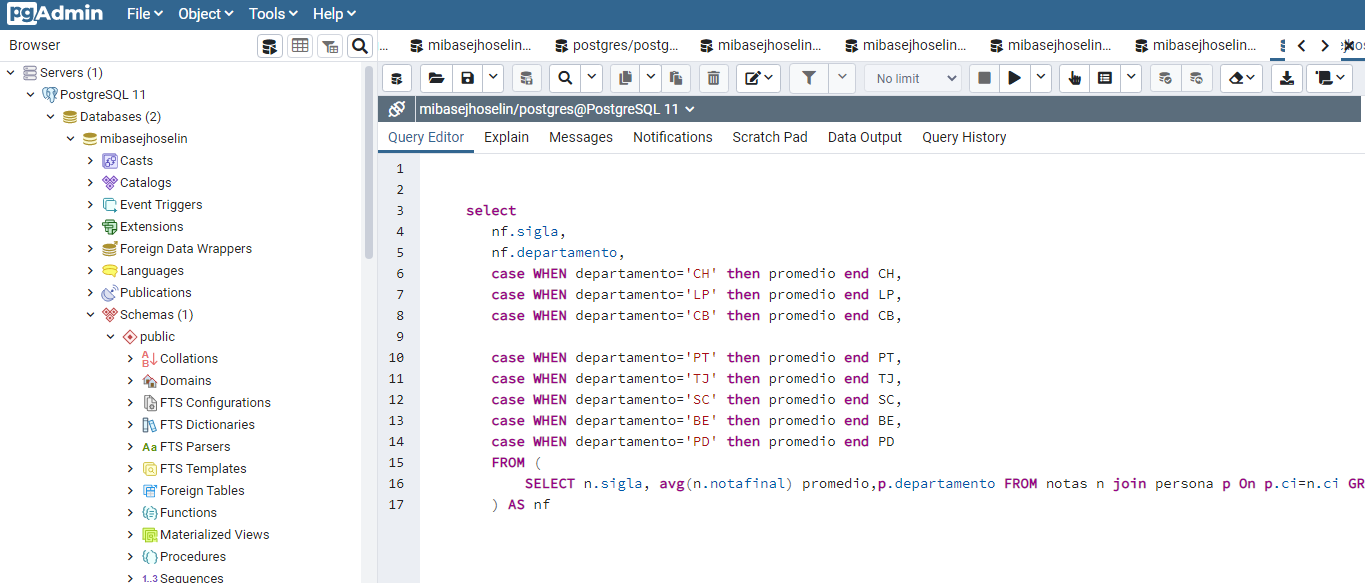 pgAdmin File Object Tools Help
Browser
... mibasejhoselin... postgres/postg... mibasejhoselin... mibasejhoselin... mibasejhoselin... mibasejhoselin...
No limit
mibasejhoselin/postgres@PostgreSQL 11
Query Editor Explain Messages Notifications Scratch Pad Data Output Query History
Servers (1)
PostgreSQL 11
Databases (2)
mibasejhoselin
Casts
Catalogs
Event Triggers
Extensions
Foreign Data Wrappers
Languages
Publications
Schemas (1)
public
Collations
Domains
FTS Configurations
FTS Dictionaries
Aa FTS Parsers
FTS Templates
Foreign Tables
Functions
Materialized Views
Procedures
1..3 Sequences
1
2
3 select
4 nf.sigla,
5 nf.departamento,
6 case WHEN departamento='CH' then promedio end CH,
7 case WHEN departamento='LP' then promedio end LP,
8 case WHEN departamento='CB' then promedio end CB,
9
10 case WHEN departamento='PT' then promedio end PT,
11 case WHEN departamento='TJ' then promedio end TJ,
12 case WHEN departamento='SC' then promedio end SC,
13 case WHEN departamento='BE' then promedio end BE,
14 case WHEN departamento='PD' then promedio end PD
15 FROM (
16 SELECT n.sigla, avg(n.notafinal) promedio,p.departamento FROM notas n join persona p On p.ci=n.ci GR
17 ) AS nf